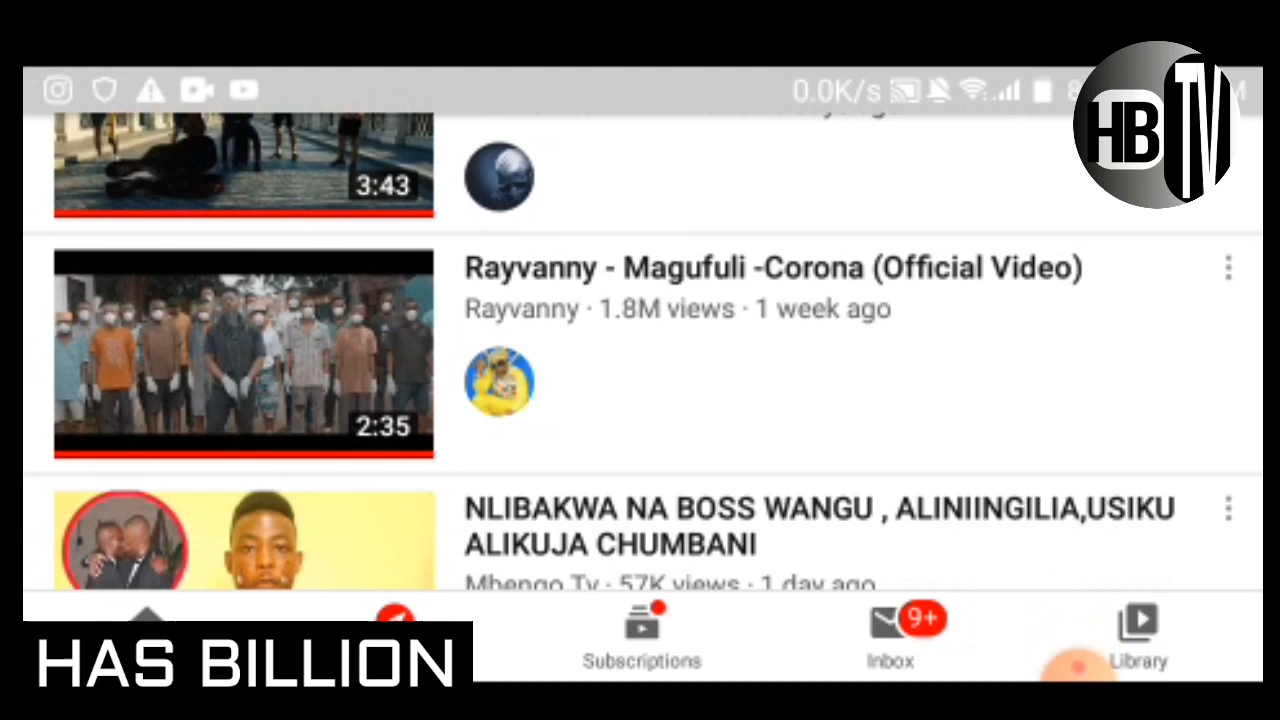 0.0K/s
HB TV
3:43
Rayvanny - Magufuli -Corona (Official Video)
Rayvanny · 1.8M views · 1 week ago
2:35
NLIBAKWA NA BOSS WANGU , ALINIINGILIA,USIKU
ALIKUJA CHUMBANI
Mbengo Tv · 57K views · 1 day ago
9+
Subscriptions
Inbox
Library
HAS BILLION